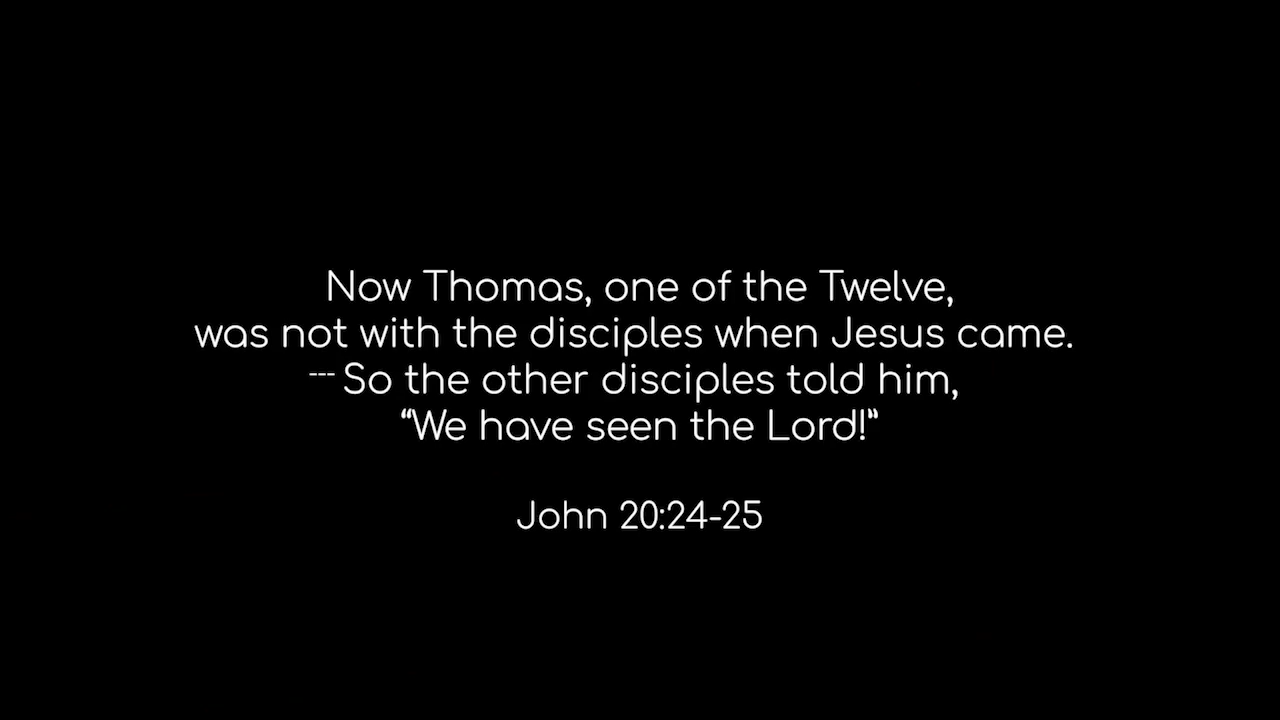 Now Thomas, one of the Twelve,
was not with the disciples when Jesus came.
--- So the other disciples told him,
“We have seen the Lord!”
John 20:24-25